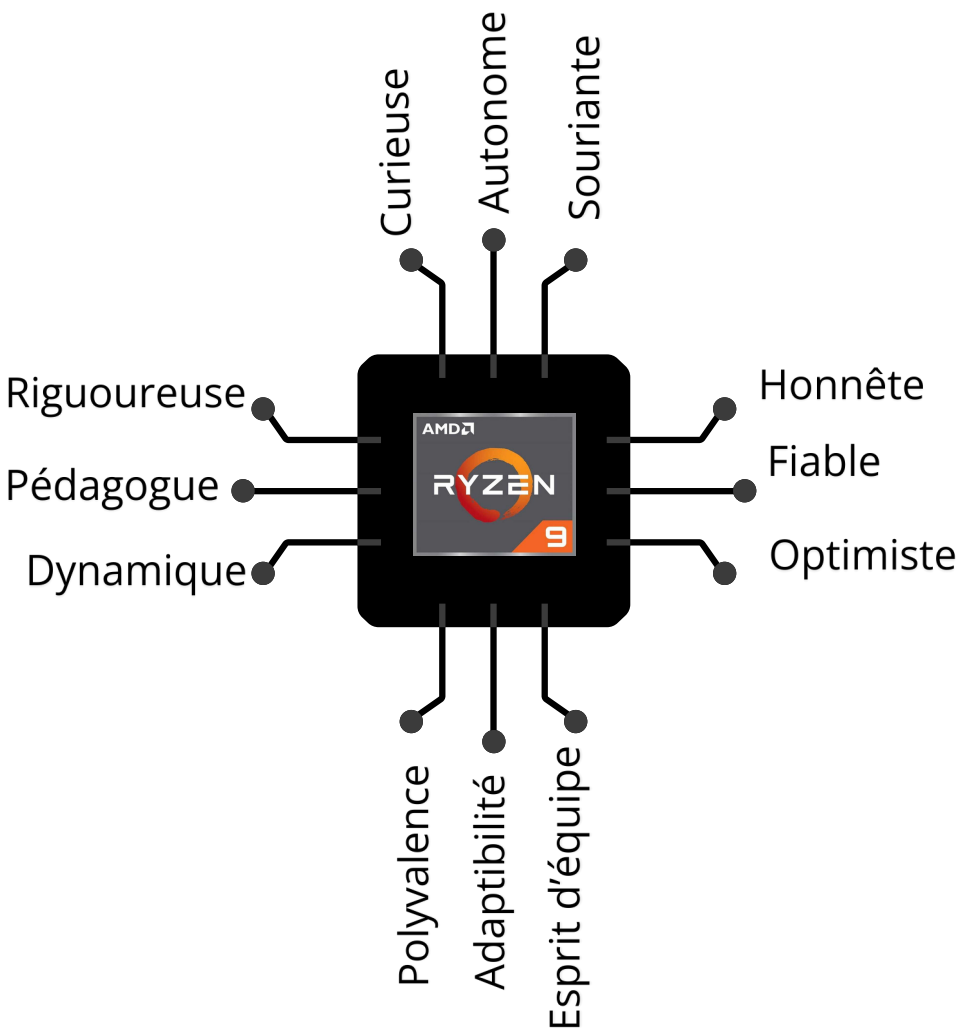 Curieuse
Autonome
Souriante
Riguoureuse
Pédagogue
Dynamique
AMD
RYZEN
9
Honnête
Fiable
Optimiste
Polyvalence
Adaptibilité
Esprit d'équipe